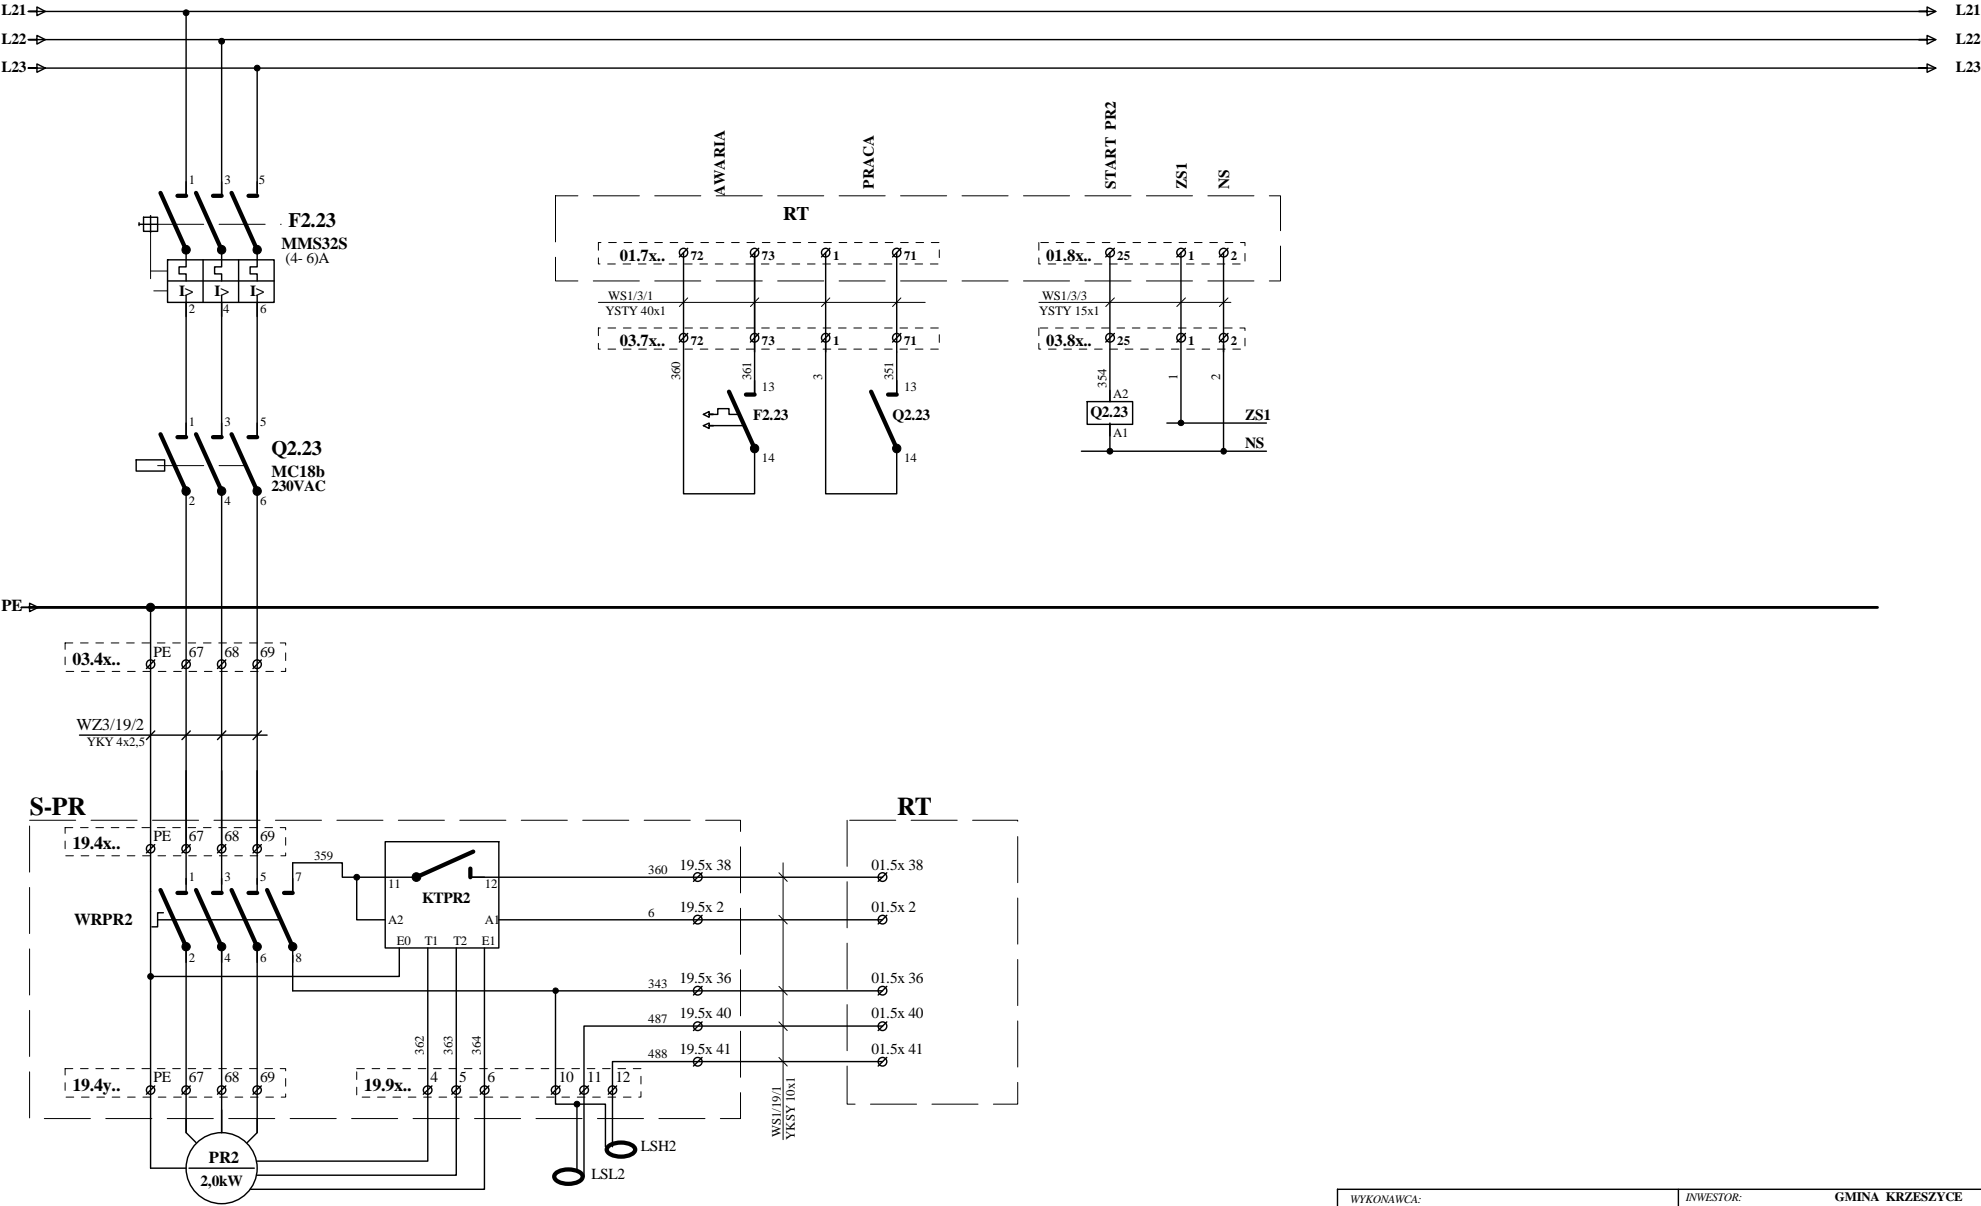 L21 L21
L22 L22
L23 L23
AWARIA
PRACA
START PR2
ZS1
NS
1 3 5
F2.23
MMS32S
(4- 6)A
I> I> I>
2 4 6
RT
01.7x.. 72 73 1 71
01.8x.. 25 1 2
WS1/3/1
YSTY 40x1
WS1/3/3
YSTY 15x1
03.7x.. 72 73 1 71
03.8x.. 25 1 2
360 361 3 351
354 1 2
13
F2.23
14
13
Q2.23
14
A2
Q2.23
A1
ZS1
NS
1 3 5
Q2.23
MC18b
230VAC
2 4 6
PE
03.4x.. PE 67 68 69
WZ3/19/2
YKY 4x2,5
S-PR
RT
19.4x.. PE 67 68 69
359
1 3 5 7
WRPR2
2 4 6 8
11 12
KTPR2
A2 A1
E0 T1 T2 E1
360 19.5x 38 01.5x 38
6 19.5x 2 01.5x 2
343 19.5x 36 01.5x 36
487 19.5x 40 01.5x 40
488 19.5x 41 01.5x 41
362 363 364
19.4y.. PE 67 68 69
19.9x.. 4 5 6 10 11 12
WS1/19/1
YKSY 10x1
LSH2
LSL2
PR2
2,0kW
WYKONAWCA:
INWESTOR: GMINA KRZESZYCE